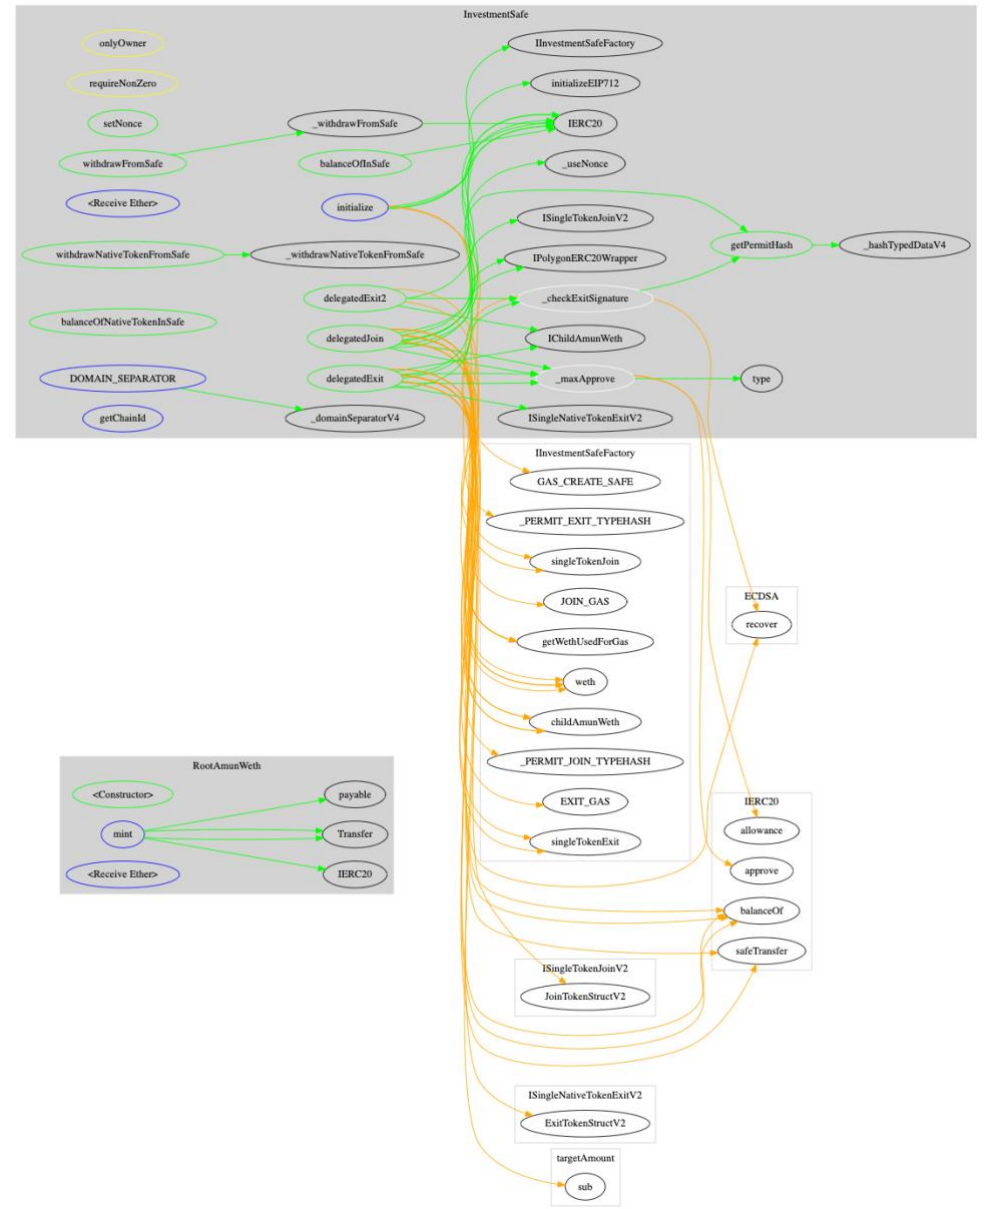 InvestmentSafe
onlyOwner
requireNonZero
setNonce
withdrawFromSafe
<Receive Ether>
withdrawNativeTokenFromSafe
balanceOfNativeTokenInSafe
DOMAIN_SEPARATOR
getChainId
_withdrawFromSafe
balanceOfInSafe
initialize
_withdrawNativeTokenFromSafe
delegatedExit2
delegatedJoin
delegatedExit
_domainSeparatorV4
IInvestmentSafeFactory
initializeEIP712
IERC20
_useNonce
ISingleTokenJoinV2
IPolygonERC20Wrapper
_checkExitSignature
IChildAmunWeth
_maxApprove
ISingleNativeTokenExitV2
getPermitHash
type
_hashTypedDataV4
IInvestmentSafeFactory
GAS_CREATE_SAFE
_PERMIT_EXIT_TYPEHASH
singleTokenJoin
JOIN_GAS
getWethUsedForGas
weth
childAmunWeth
_PERMIT_JOIN_TYPEHASH
EXIT_GAS
singleTokenExit
ECDSA
recover
RootAmunWeth
<Constructor>
mint
<Receive Ether>
payable
Transfer
IERC20
IERC20
allowance
approve
balanceOf
safeTransfer
ISingleTokenJoinV2
JoinTokenStructV2
ISingleNativeTokenExitV2
ExitTokenStructV2
targetAmount
sub